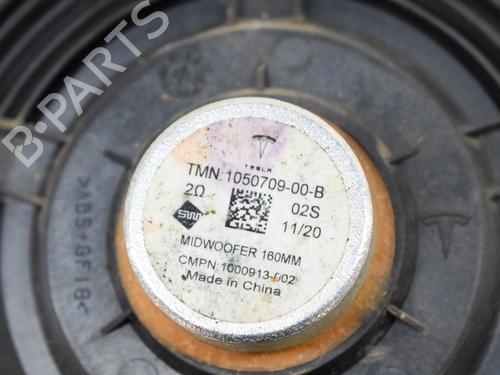 B-PARTS
TESLA
TMN:1050709-00-B
2Ω
02S
11/20
SWT
MIDWOOFER 160MM
CMPN:1000913-002
Made in China
>ABS-GF18<